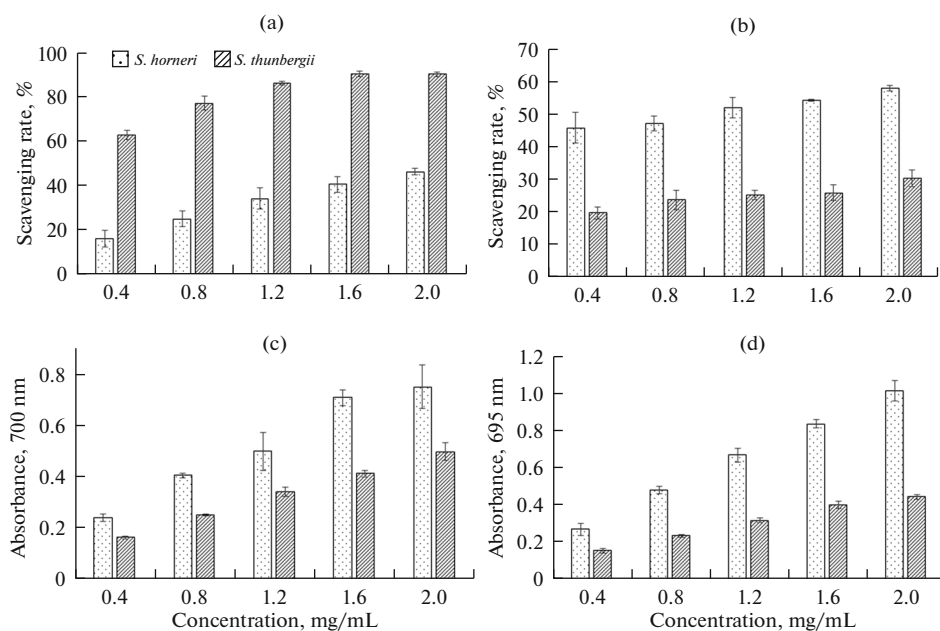 (a)
Scavenging rate, %
100
80
60
40
20
0
S. horneri
S. thunbergii
0.4 0.8 1.2 1.6 2.0
(b)
Scavenging rate, %
70
60
50
40
30
20
10
0
0.4 0.8 1.2 1.6 2.0
(c)
Absorbance, 700 nm
0.8
0.6
0.4
0.2
0
0.4 0.8 1.2 1.6 2.0
Concentration, mg/mL
(d)
Absorbance, 695 nm
1.2
1.0
0.8
0.6
0.4
0.2
0
0.4 0.8 1.2 1.6 2.0
Concentration, mg/mL